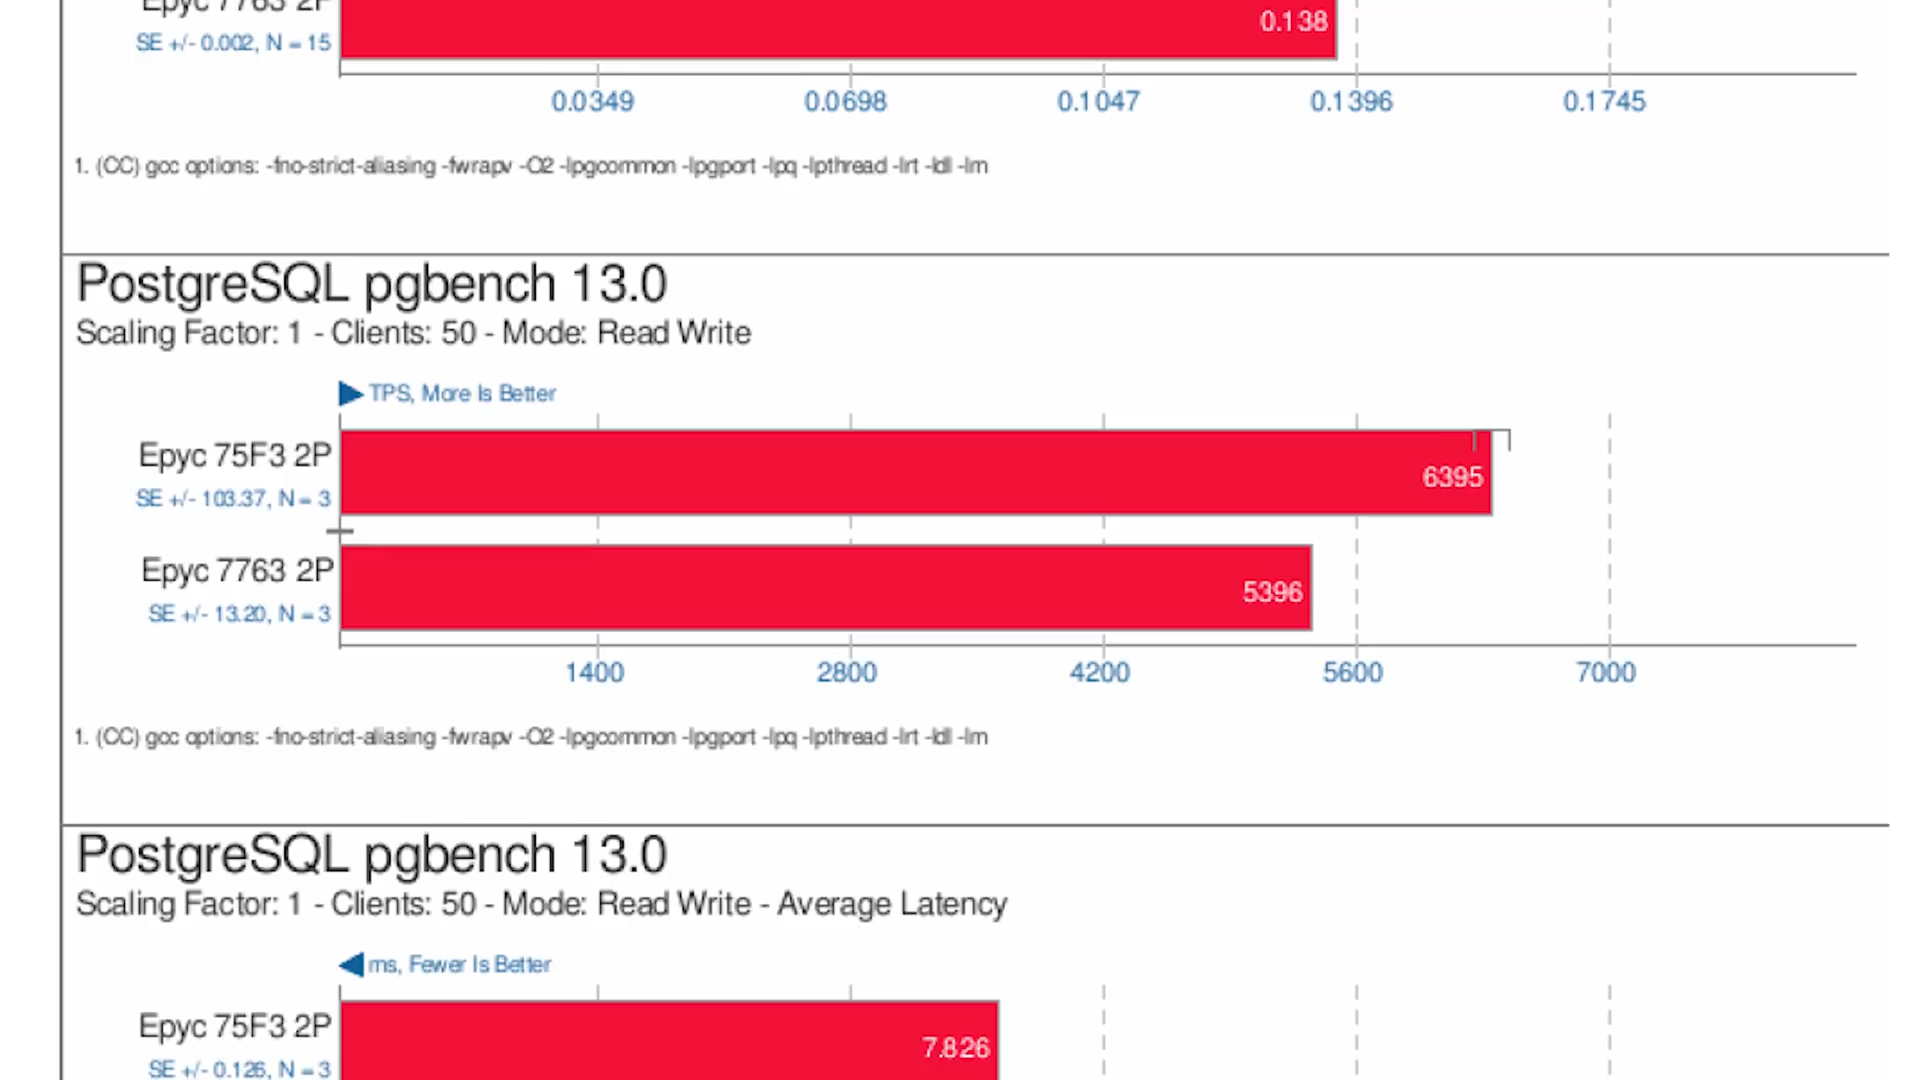 Epyc 7763 2P
SE +/- 0.002, N = 15
0.138
0.0349 0.0698 0.1047 0.1396 0.1745
1. (CC) gcc options: -fno-strict-aliasing -fwrapv -O2 -lpgcommon -lpgport -lpq -lpthread -lrt -ldl -lm
PostgreSQL pgbench 13.0
Scaling Factor: 1 - Clients: 50 - Mode: Read Write
TPS, More Is Better
Epyc 75F3 2P
SE +/- 103.37, N = 3
6395
Epyc 7763 2P
SE +/- 13.20, N = 3
5396
1400 2800 4200 5600 7000
1. (CC) gcc options: -fno-strict-aliasing -fwrapv -O2 -lpgcommon -lpgport -lpq -lpthread -lrt -ldl -lm
PostgreSQL pgbench 13.0
Scaling Factor: 1 - Clients: 50 - Mode: Read Write - Average Latency
ms, Fewer Is Better
Epyc 75F3 2P
SE +/- 0.126, N = 3
7.826